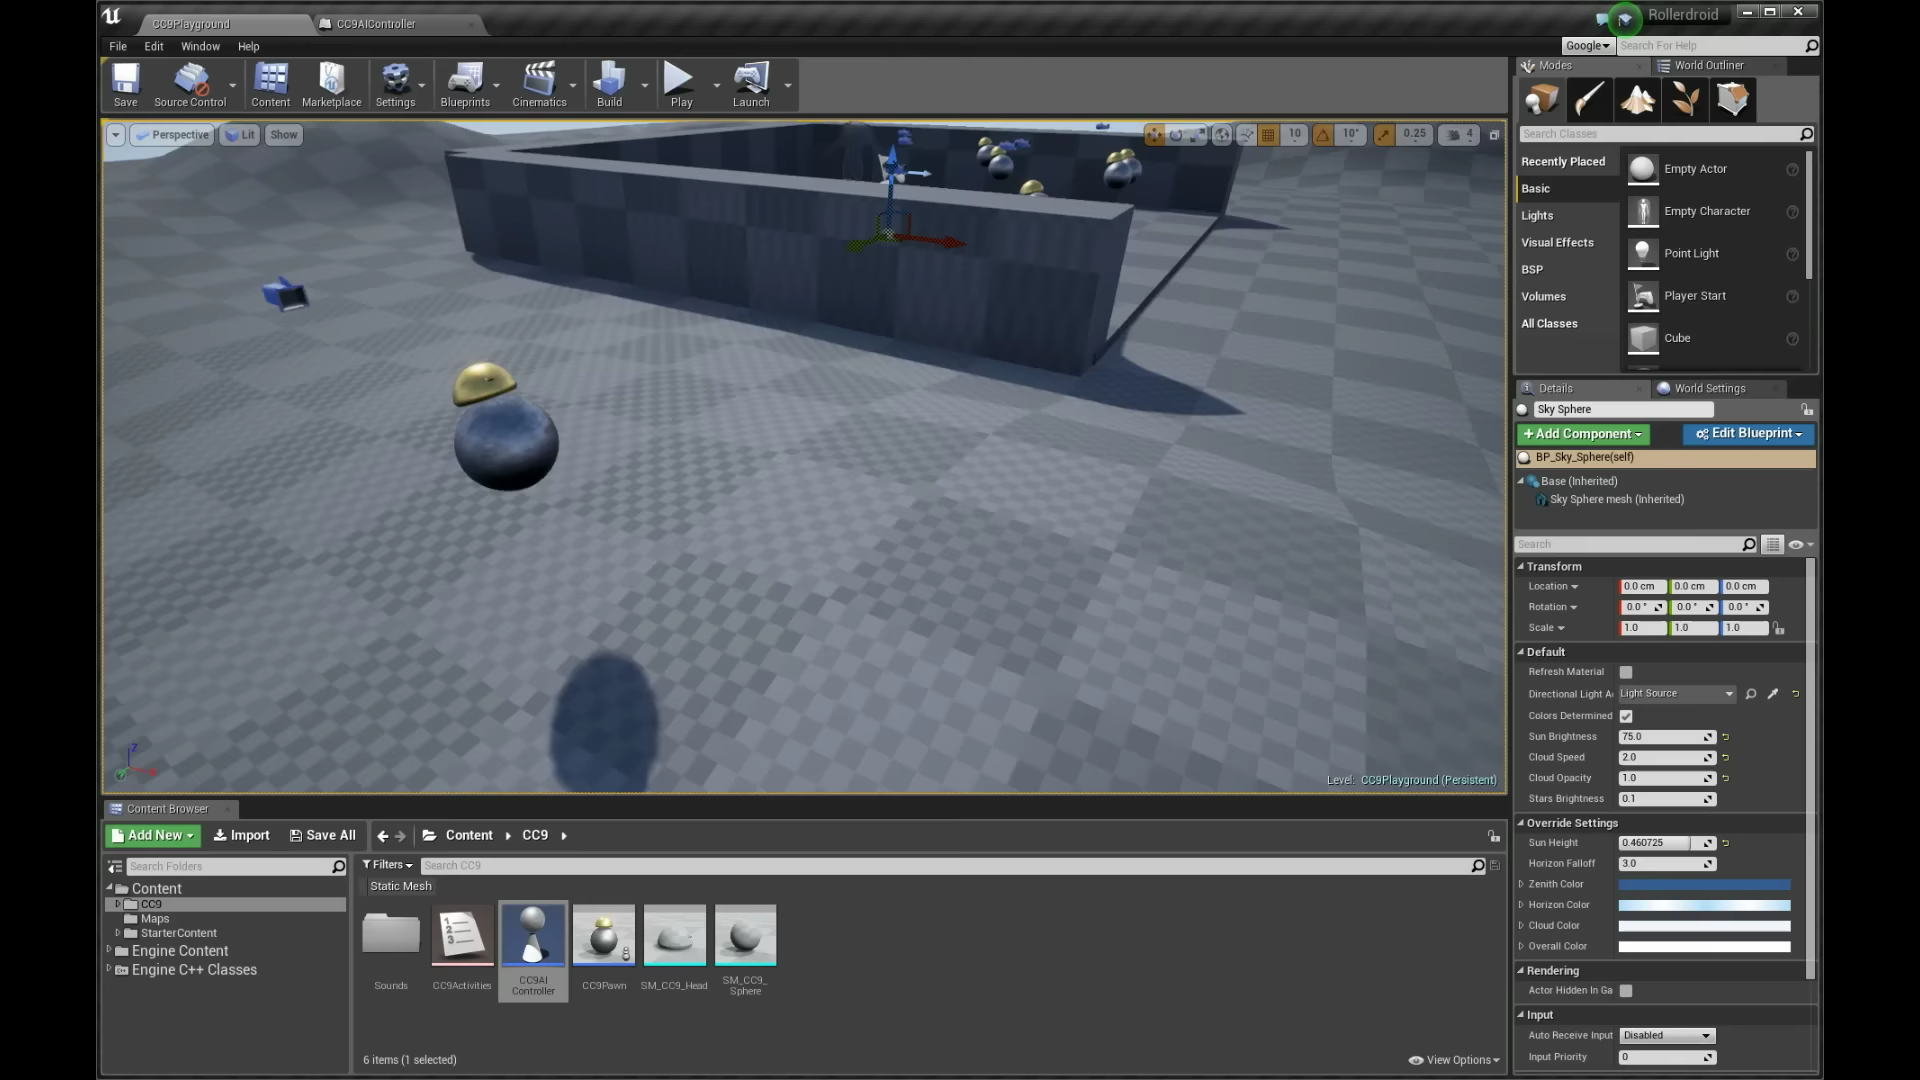 CC9Playground
CC9AIController
Rollerdroid
File Edit Window Help
Google
Search For Help
Save
Source Control
Content
Marketplace
Settings
Blueprints
Cinematics
Build
Play
Launch
Modes
World Outliner
Search Classes
Perspective
Lit
Show
10
10°
0.25
4
Recently Placed
Basic
Lights
Visual Effects
BSP
Volumes
All Classes
Empty Actor
Empty Character
Point Light
Player Start
Cube
Details
World Settings
Sky Sphere
+Add Component
Edit Blueprint
BP_Sky_Sphere(self)
Base (Inherited)
Sky Sphere mesh (Inherited)
Search
Transform
Location 0.0 cm 0.0 cm 0.0 cm
Rotation 0.0 ° 0.0 ° 0.0 °
Scale 1.0 1.0 1.0
Default
Refresh Material
Directional Light A Light Source
Colors Determined
Sun Brightness 75.0
Cloud Speed 2.0
Cloud Opacity 1.0
Stars Brightness 0.1
Override Settings
Sun Height 0.460725
Horizon Falloff 3.0
Zenith Color
Horizon Color
Cloud Color
Overall Color
Rendering
Actor Hidden In Ga
Input
Auto Receive Input Disabled
Input Priority 0
Z
Level: CC9Playground (Persistent)
Content Browser
Add New
Import
Save All
Content
CC9
Search Folders
Filters
Search CC9
Static Mesh
Content
CC9
Maps
StarterContent
Engine Content
Engine C++ Classes
Sounds
CC9Activities
CC9AI
Controller
CC9Pawn
SM_CC9_Head
SM_CC9_
Sphere
6 items (1 selected)
View Options